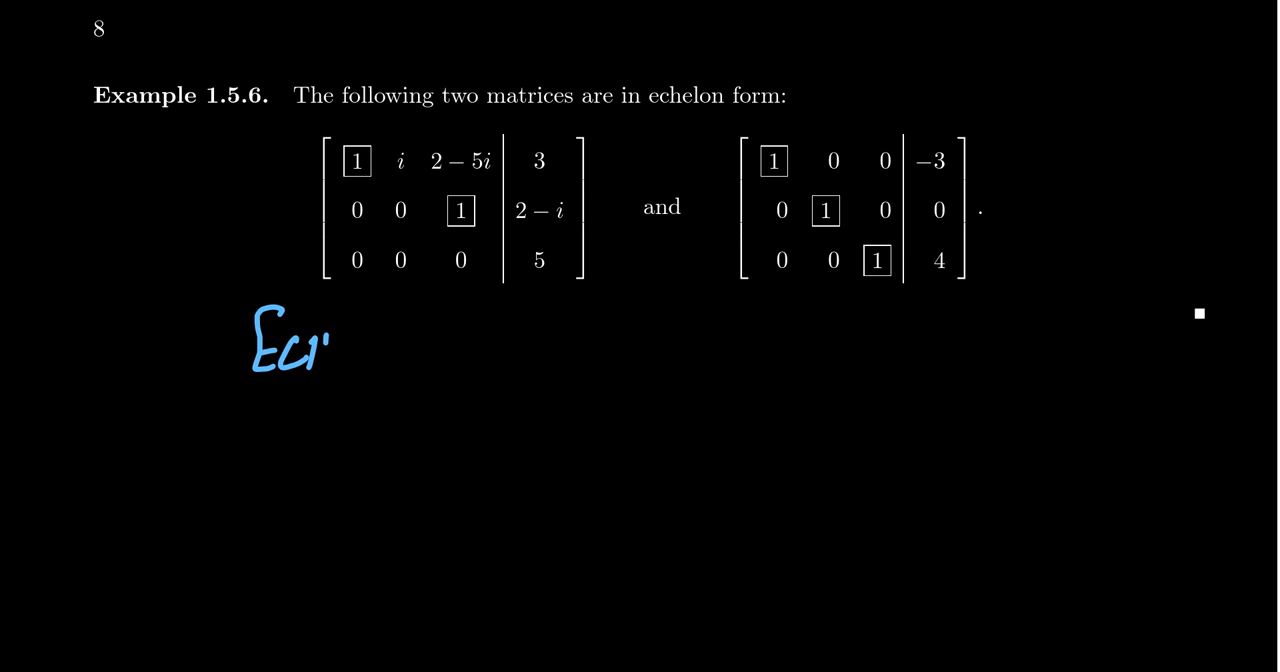 8
Example 1.5.6. The following two matrices are in echelon form:
1 i 2 − 5i 3
0 0 1 2 − i
0 0 0 5
and
1 0 0 −3
0 1 0 0
0 0 1 4
.